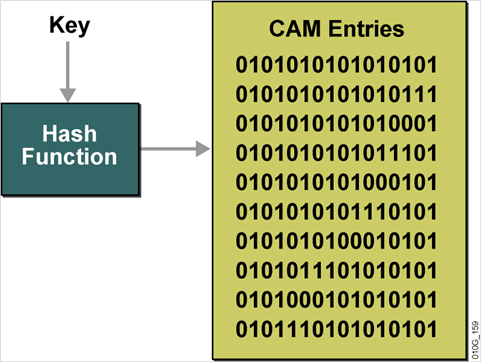 Key
Hash
Function
CAM Entries
0101010101010101
0101010101010111
0101010101010001
0101010101011101
0101010101000101
0101010101110101
0101010100010101
0101011101010101
0101000101010101
0101110101010101
010G_159